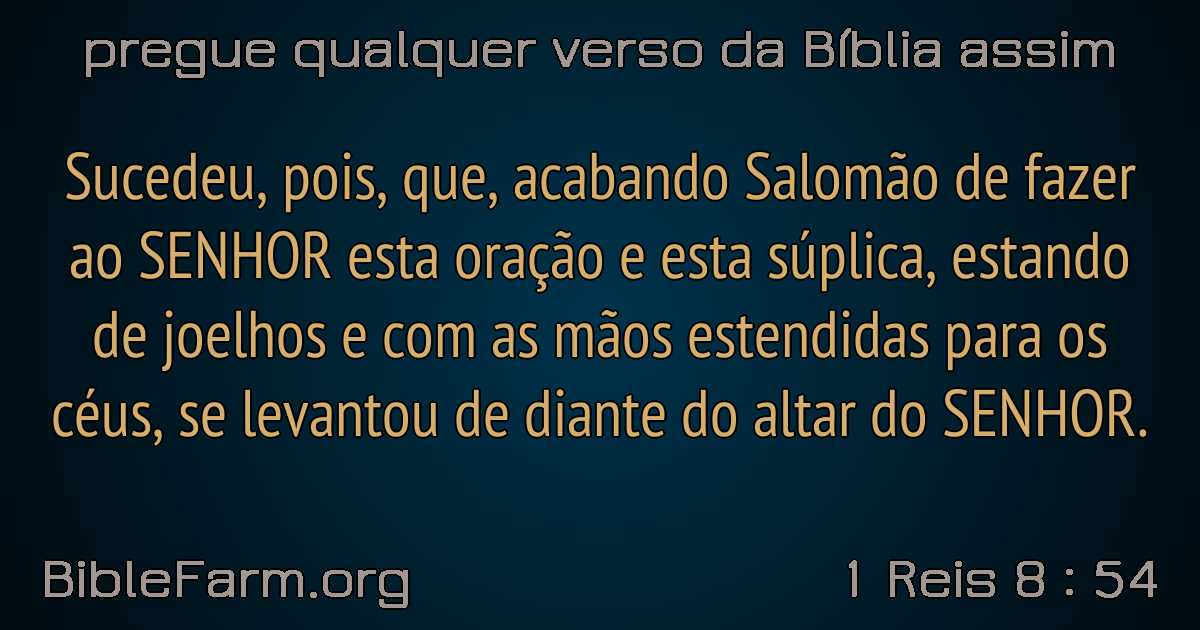 pregue qualquer verso da Bíblia assim
Sucedeu, pois, que, acabando Salomão de fazer
ao SENHOR esta oração e esta súplica, estando
de joelhos e com as mãos estendidas para os
céus, se levantou de diante do altar do SENHOR.
BibleFarm.org
1 Reis 8 : 54